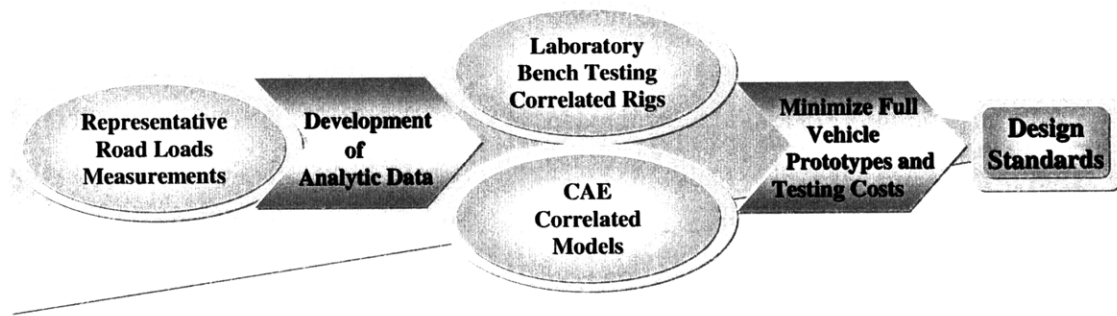 Representative
Road Loads
Measurements
Development
of
Analytic Data
Laboratory
Bench Testing
Correlated Rigs
CAE
Correlated
Models
Minimize Full
Vehicle
Prototypes and
Testing Costs
Design
Standards